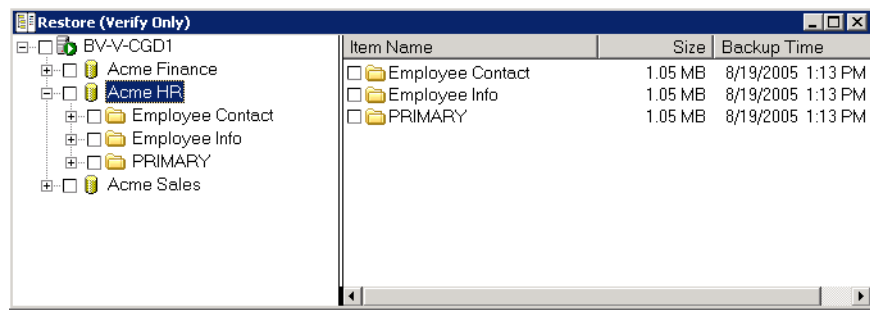 Restore (Verify Only)
BV-V-CGD1
Acme Finance
Acme HR
Employee Contact
Employee Info
PRIMARY
Acme Sales
Item Name Size Backup Time
Employee Contact 1.05 MB 8/19/2005 1:13 PM
Employee Info 1.05 MB 8/19/2005 1:13 PM
PRIMARY 1.05 MB 8/19/2005 1:13 PM